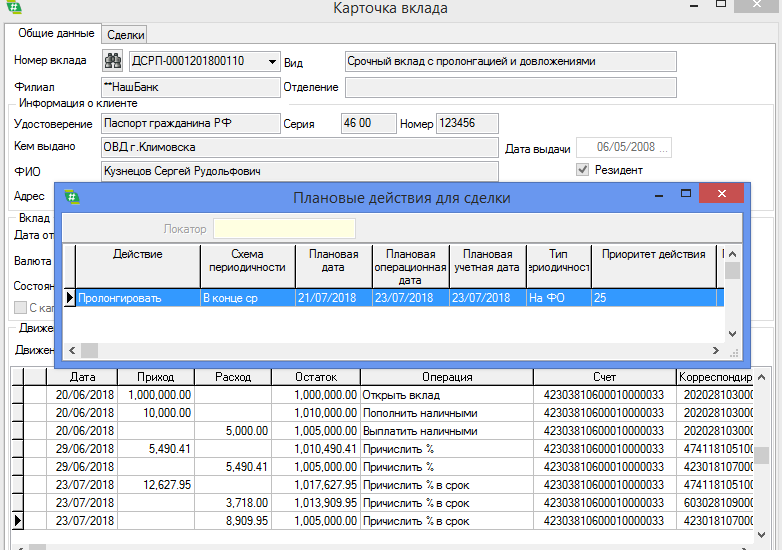 Карточка вклада
Общие данные Сделки
Номер вклада ДСРП-0001201800110 Вид Срочный вклад с пролонгацией и довложениями
Филиал **НашБанк Отделение
Информация о клиенте
Удостоверение Паспорт гражданина РФ Серия 46 00 Номер 123456
Кем выдано ОВД г.Климовска Дата выдачи 06/05/2008 ...
ФИО Кузнецов Сергей Рудольфович Резидент
Адрес
Плановые действия для сделки
Вклад
Локатор
Дата от
Действие Схема периодичности Плановая дата Плановая операционная дата Плановая учетная дата Тип ериодичност Приоритет действия
Валюта
Состоян
Пролонгировать В конце ср 21/07/2018 23/07/2018 23/07/2018 На ФО 25
С кап
Движе
Движен
Дата Приход Расход Остаток Операция Счет Корреспондир
20/06/2018 1,000,000.00 1,000,000.00 Открыть вклад 42303810600010000033 202028103000
20/06/2018 10,000.00 1,010,000.00 Пополнить наличными 42303810600010000033 202028103000
20/06/2018 5,000.00 1,005,000.00 Выплатить наличными 42303810600010000033 202028103000
29/06/2018 5,490.41 1,010,490.41 Причислить % 42303810600010000033 474118105100
29/06/2018 5,490.41 1,005,000.00 Причислить % 42303810600010000033 423018107000
23/07/2018 12,627.95 1,017,627.95 Причислить % в срок 42303810600010000033 474118105100
23/07/2018 3,718.00 1,013,909.95 Причислить % в срок 42303810600010000033 603028109000
23/07/2018 8,909.95 1,005,000.00 Причислить % в срок 42303810600010000033 423018107000